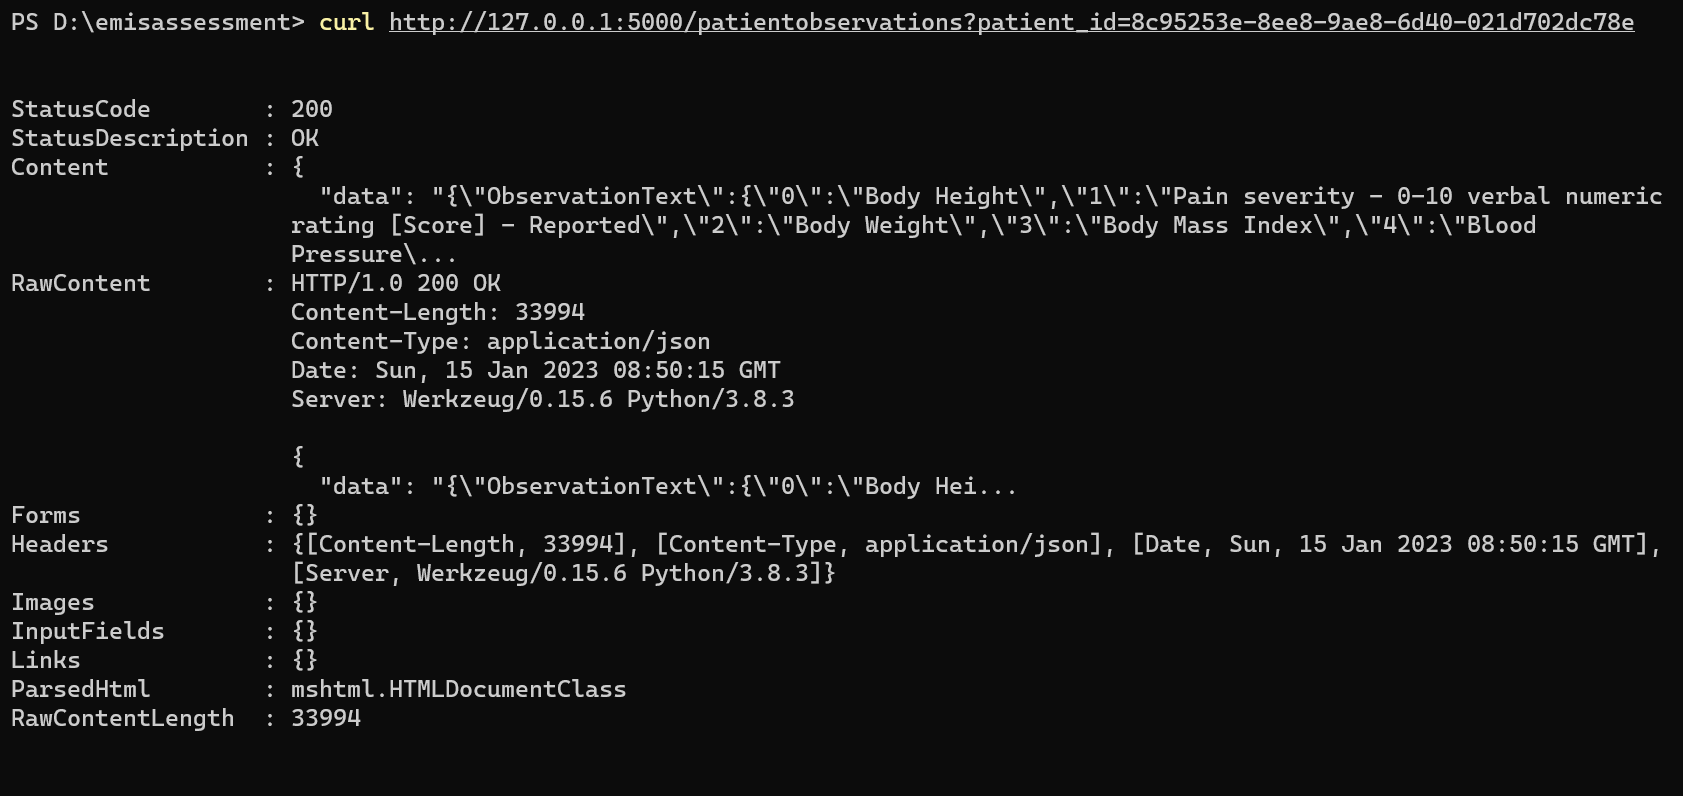 PS D:\emisassessment> curl http://127.0.0.1:5000/patientobservations?patient_id=8c95253e-8ee8-9ae8-6d40-021d702dc78e
StatusCode        : 200
StatusDescription : OK
Content           : {
                      "data": "{\"ObservationText\":{\"0\":\"Body Height\",\"1\":\"Pain severity - 0-10 verbal numeric
                    rating [Score] - Reported\",\"2\":\"Body Weight\",\"3\":\"Body Mass Index\",\"4\":\"Blood
                    Pressure\...
RawContent        : HTTP/1.0 200 OK
                    Content-Length: 33994
                    Content-Type: application/json
                    Date: Sun, 15 Jan 2023 08:50:15 GMT
                    Server: Werkzeug/0.15.6 Python/3.8.3
                    {
                      "data": "{\"ObservationText\":{\"0\":\"Body Hei...
Forms             : {}
Headers           : {[Content-Length, 33994], [Content-Type, application/json], [Date, Sun, 15 Jan 2023 08:50:15 GMT],
                    [Server, Werkzeug/0.15.6 Python/3.8.3]}
Images            : {}
InputFields       : {}
Links             : {}
ParsedHtml        : mshtml.HTMLDocumentClass
RawContentLength  : 33994